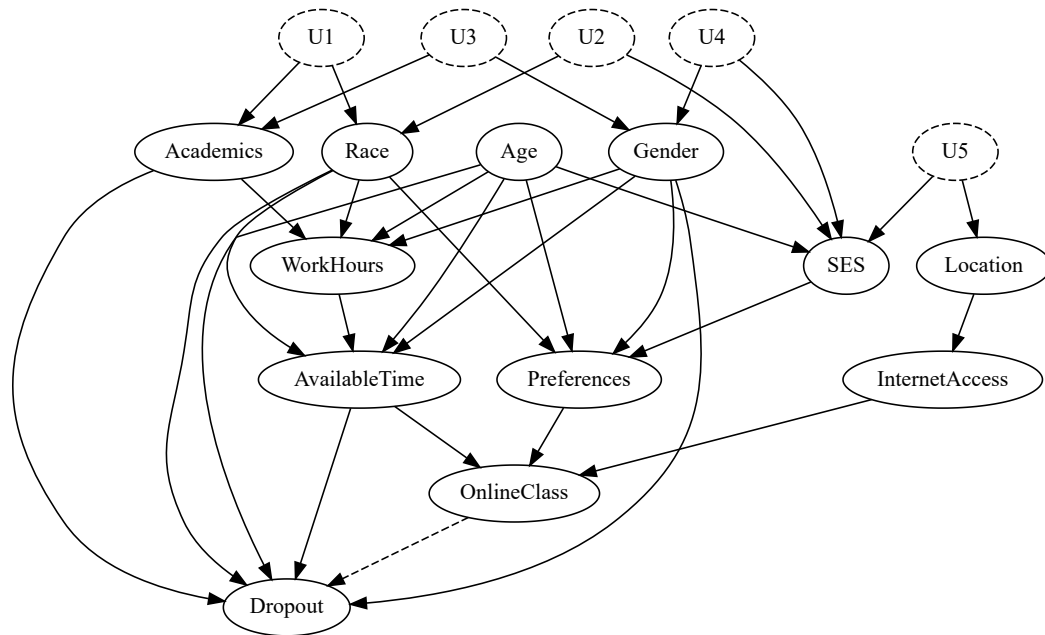 U1
U3
U2
U4
Academics
Race
Age
Gender
U5
WorkHours
SES
Location
AvailableTime
Preferences
InternetAccess
OnlineClass
Dropout